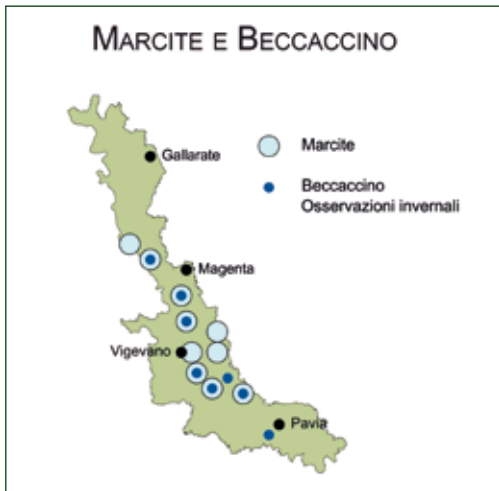 MARCITE E BECCACCINO
Gallarate
Marcite
Beccaccino
Osservazioni invernali
Magenta
Vigevano
Pavia